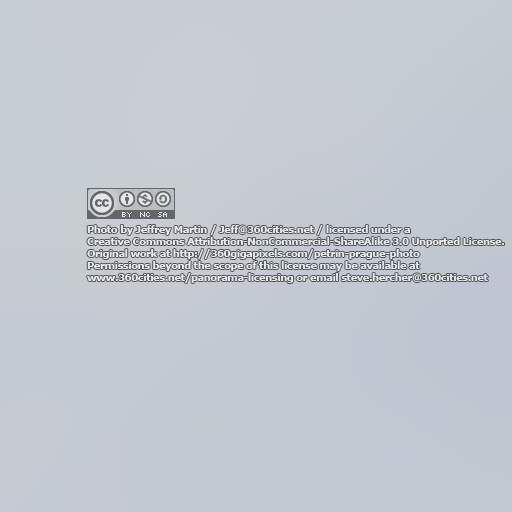 cc
BY NC SA
Photo by Jeffrey Martin / Jeff@360cities.net / licensed under a
Creative Commons Attribution-NonCommercial-ShareAlike 3.0 Unported License.
Original work at http://360gigapixels.com/petrin-prague-photo
Permissions beyond the scope of this license may be available at
www.360cities.net/panorama-licensing or email steve.hercher@360cities.net